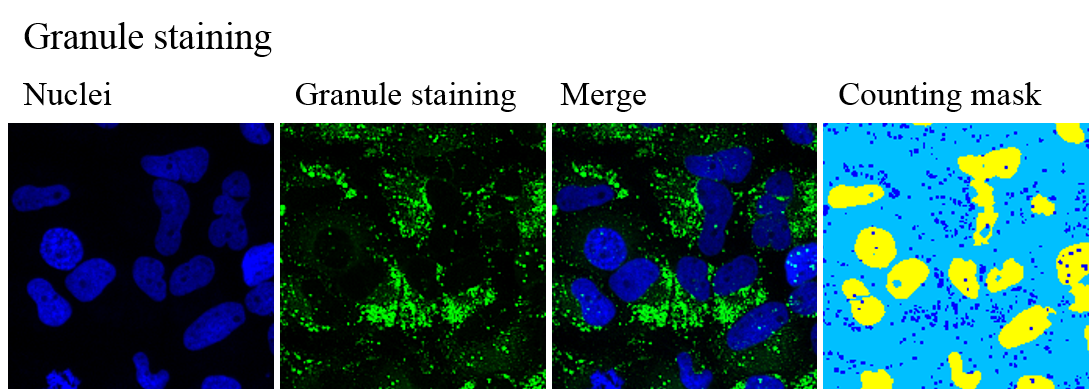 Granule staining
Nuclei
Granule staining
Merge
Counting mask